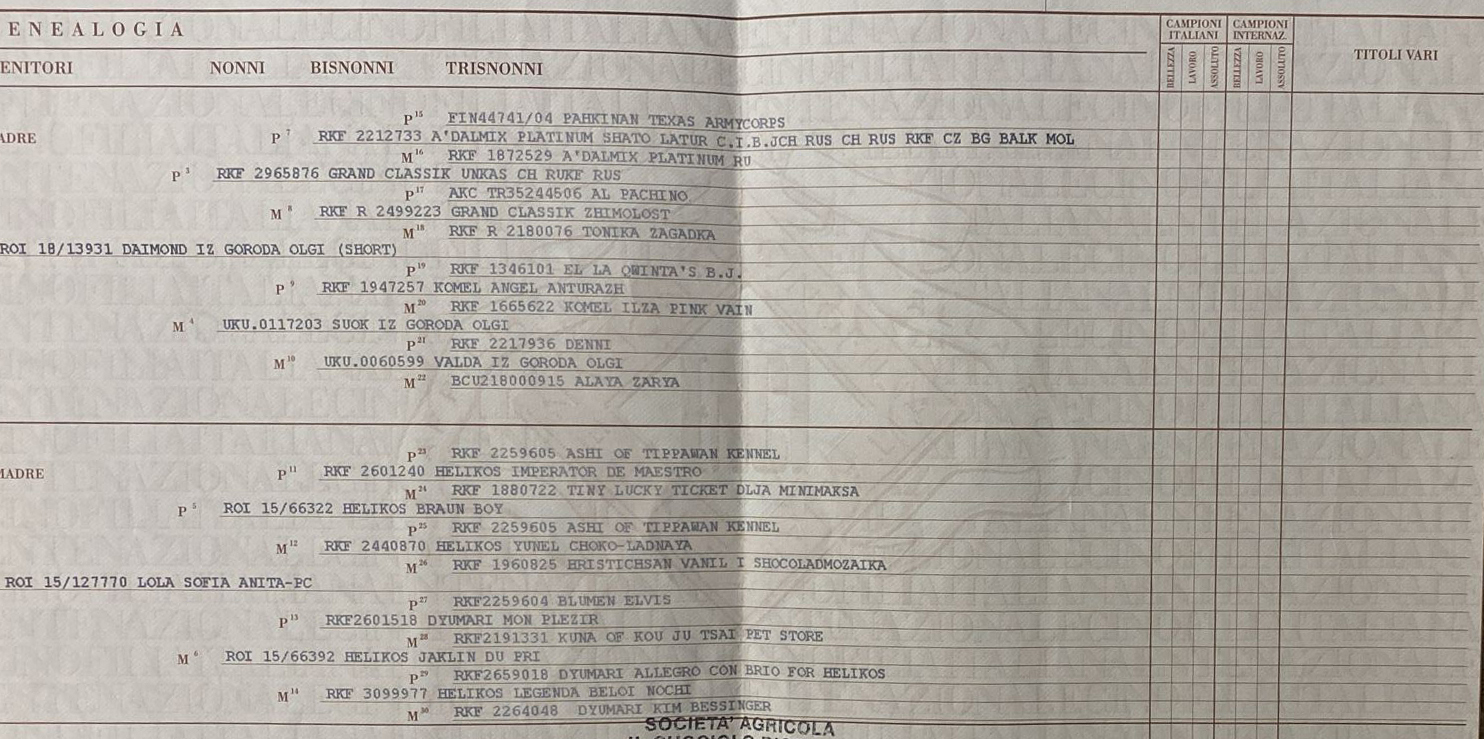 ENEALOGIA
CAMPIONI ITALIANI
CAMPIONI INTERNAZ.
ENITORI NONNI BISNONNI TRISNONNI
BELLEZZA LAVORO ASSOLUTO BELLEZZA LAVORO ASSOLUTO
TITOLI VARI
P15 FIN44741/04 PAHKINAN TEXAS ARMYCORPS
ADRE P7 RKF 2212733 A'DALMIX PLATINUM SHATO LATUR C.I.B.JCH RUS CH RUS RKF CZ BG BALK MOL
M16 RKF 1872529 A'DALMIX PLATINUM RU
P3 RKF 2965876 GRAND CLASSIK UNKAS CH RUKF RUS
P17 AKC TR35244506 AL PACHINO
M8 RKF R 2499223 GRAND CLASSIK ZHIMOLOST
M18 RKF R 2180076 TONIKA ZAGADKA
ROI 18/13931 DAIMOND IZ GORODA OLGI (SHORT)
P19 RKF 1346101 EL LA QWINTA'S B.J.
P9 RKF 1947257 KOMEL ANGEL ANTURAZH
M20 RKF 1665622 KOMEL ILZA PINK VAIN
M4 UKU.0117203 SUOK IZ GORODA OLGI
P21 RKF 2217936 DENNI
M10 UKU.0060599 VALDA IZ GORODA OLGI
M22 BCU218000915 ALAYA ZARYA
P23 RKF 2259605 ASHI OF TIPPAWAN KENNEL
MADRE P11 RKF 2601240 HELIKOS IMPERATOR DE MAESTRO
M24 RKF 1880722 TINY LUCKY TICKET DLJA MINIMAKSA
P5 ROI 15/66322 HELIKOS BRAUN BOY
P25 RKF 2259605 ASHI OF TIPPAWAN KENNEL
M12 RKF 2440870 HELIKOS YUNEL CHOKO-LADNAYA
M26 RKF 1960825 HRISTICHSAN VANIL I SHOCOLADMOZAIKA
ROI 15/127770 LOLA SOFIA ANITA-PC
P27 RKF2259604 BLUMEN ELVIS
P13 RKF2601518 DYUMARI MON PLEZIR
M28 RKF2191331 KUNA OF KOU JU TSAI PET STORE
M6 ROI 15/66392 HELIKOS JAKLIN DU PRI
P29 RKF2659018 DYUMARI ALLEGRO CON BRIO FOR HELIKOS
M14 RKF 3099977 HELIKOS LEGENDA BELOI NOCHI
M30 RKF 2264048 DYUMARI KIM BESSINGER
SOCIETA' AGRICOLA